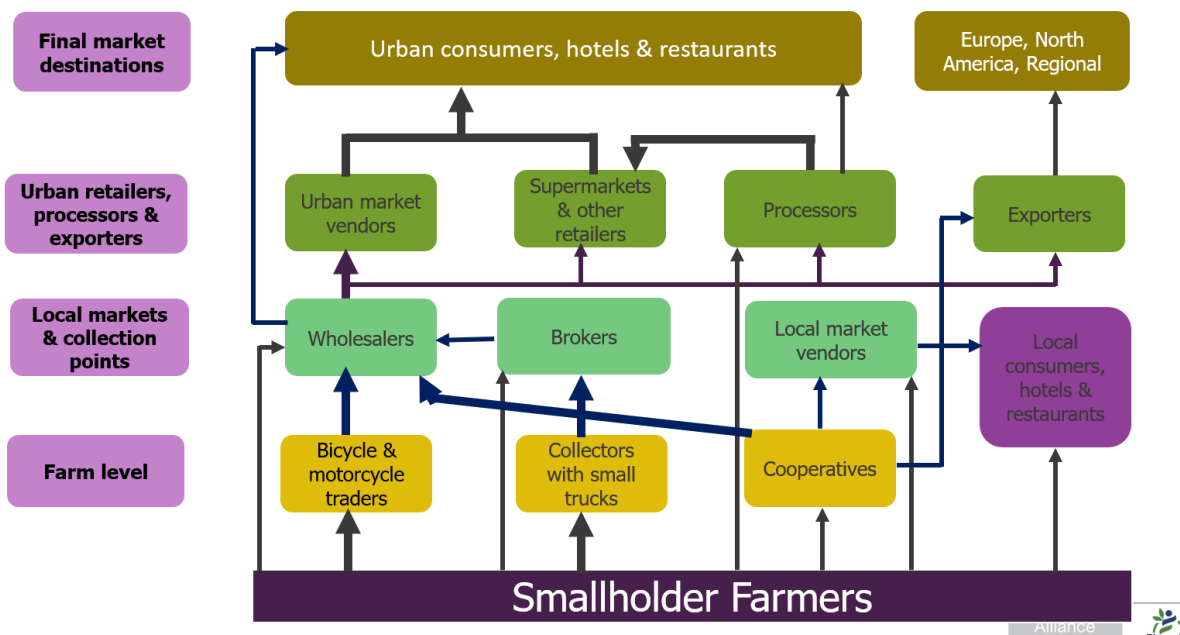 Final market
destinations
Urban consumers, hotels & restaurants
Europe, North
America, Regional
Urban retailers,
processors &
exporters
Urban market
vendors
Supermarkets
& other
retailers
Processors
Exporters
Local markets
& collection
points
Wholesalers
Brokers
Local market
vendors
Local
consumers,
hotels &
restaurants
Farm level
Bicycle &
motorcycle
traders
Collectors
with small
trucks
Cooperatives
Smallholder Farmers
Alliance